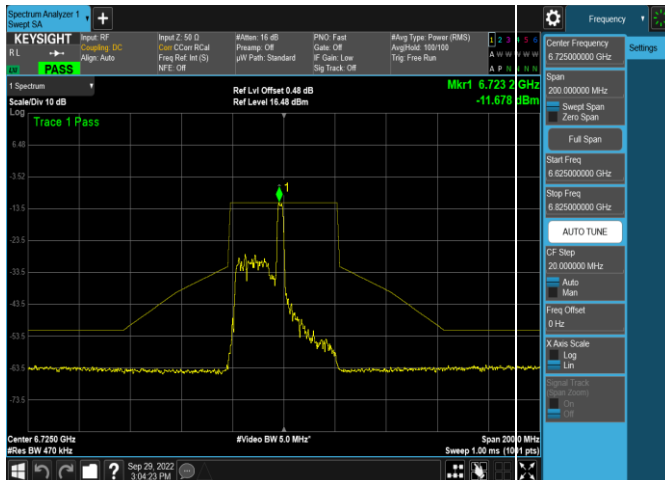 Spectrum Analyzer 1
Swept SA
+
Frequency
KEYSIGHT
R L
PASS
Input: RF
Coupling: DC
Align: Auto
Input Z: 50 Ω
Corr CCorr RCal
Freq Ref: Int (S)
NFE: Off
#Atten: 16 dB
Preamp: Off
µW Path: Standard
PNO: Fast
Gate: Off
IF Gain: Low
Sig Track: Off
#Avg Type: Power (RMS)
Avg|Hold: 100/100
Trig: Free Run
1 2 3 4 5 6
A W W W W W
A P N N N N
1 Spectrum
Scale/Div 10 dB
Log
Ref Lvl Offset 0.48 dB
Ref Level 16.48 dBm
Mkr1 6.723 2 GHz
-11.678 dBm
Trace 1 Pass
6.48
-3.52
-13.5
-23.5
-33.5
-43.5
-53.5
-63.5
-73.5
1
Center 6.7250 GHz
#Res BW 470 kHz
#Video BW 5.0 MHz*
Span 200.0 MHz
Sweep 1.00 ms (1001 pts)
Center Frequency
6.725000000 GHz
Settings
Span
200.000000 MHz
Swept Span
Zero Span
Full Span
Start Freq
6.625000000 GHz
Stop Freq
6.825000000 GHz
AUTO TUNE
CF Step
20.000000 MHz
Auto
Man
Freq Offset
0 Hz
X Axis Scale
Log
Lin
Signal Track
(Span Zoom)
On
Off
?
Sep 29, 2022
3:04:23 PM